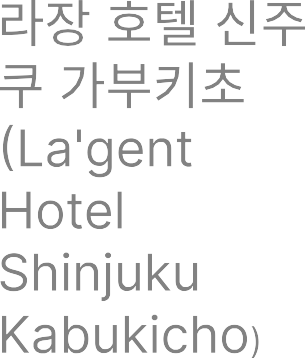 라장 호텔 신주
쿠 가부키초
(La'gent
Hotel
Shinjuku
Kabukicho)